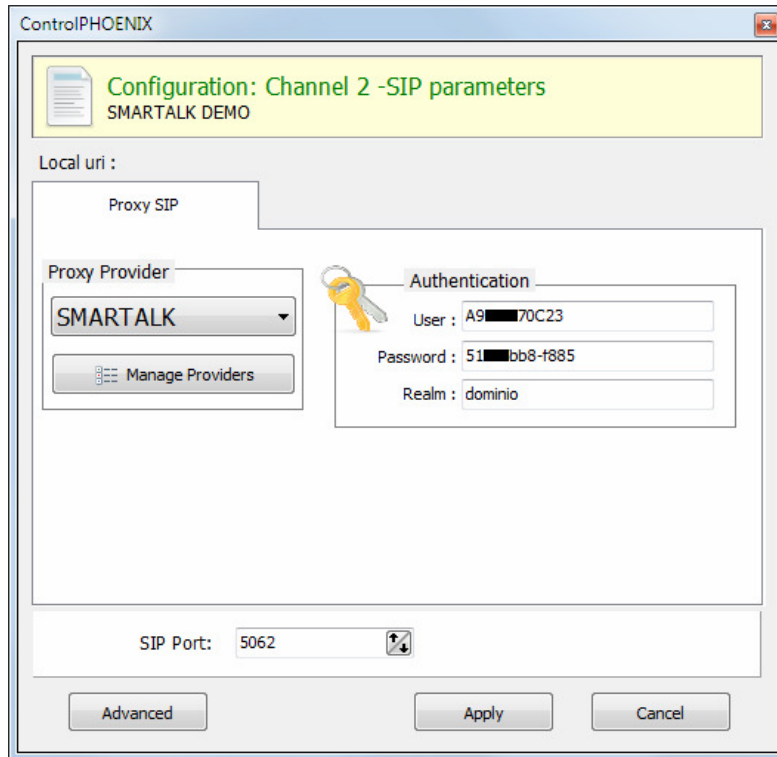 ControlPHOENIX
Configuration: Channel 2 -SIP parameters
SMARTALK DEMO
Local uri :
Proxy SIP
Proxy Provider
SMARTALK
Manage Providers
Authentication
User : A9 70C23
Password : 51 bb8-f885
Realm : dominio
SIP Port: 5062
Advanced
Apply
Cancel